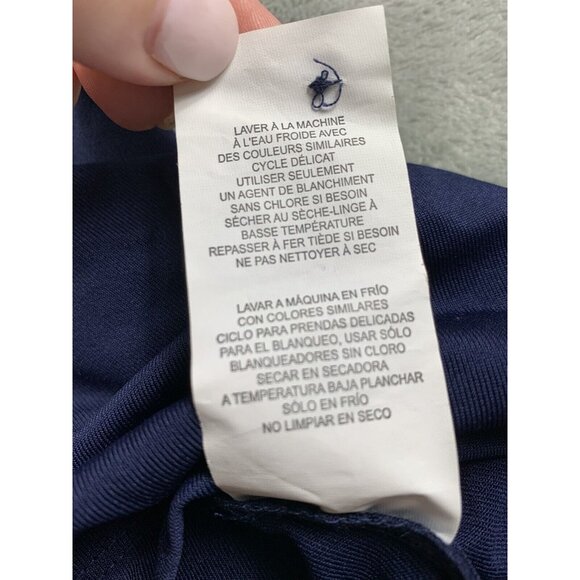 LAVER À LA MACHINE
À L'EAU FROIDE AVEC
DES COULEURS SIMILAIRES
CYCLE DÉLICAT
UTILISER SEULEMENT
UN AGENT DE BLANCHIMENT
SANS CHLORE SI BESOIN
SÉCHER AU SÈCHE-LINGE À
BASSE TEMPÉRATURE
REPASSER À FER TIÈDE SI BESOIN
NE PAS NETTOYER À SEC
LAVAR A MÁQUINA EN FRÍO
CON COLORES SIMILARES
CICLO PARA PRENDAS DELICADAS
PARA EL BLANQUEO, USAR SÓLO
BLANQUEADORES SIN CLORO
SECAR EN SECADORA
A TEMPERATURA BAJA PLANCHAR
SÓLO EN FRÍO
NO LIMPIAR EN SECO